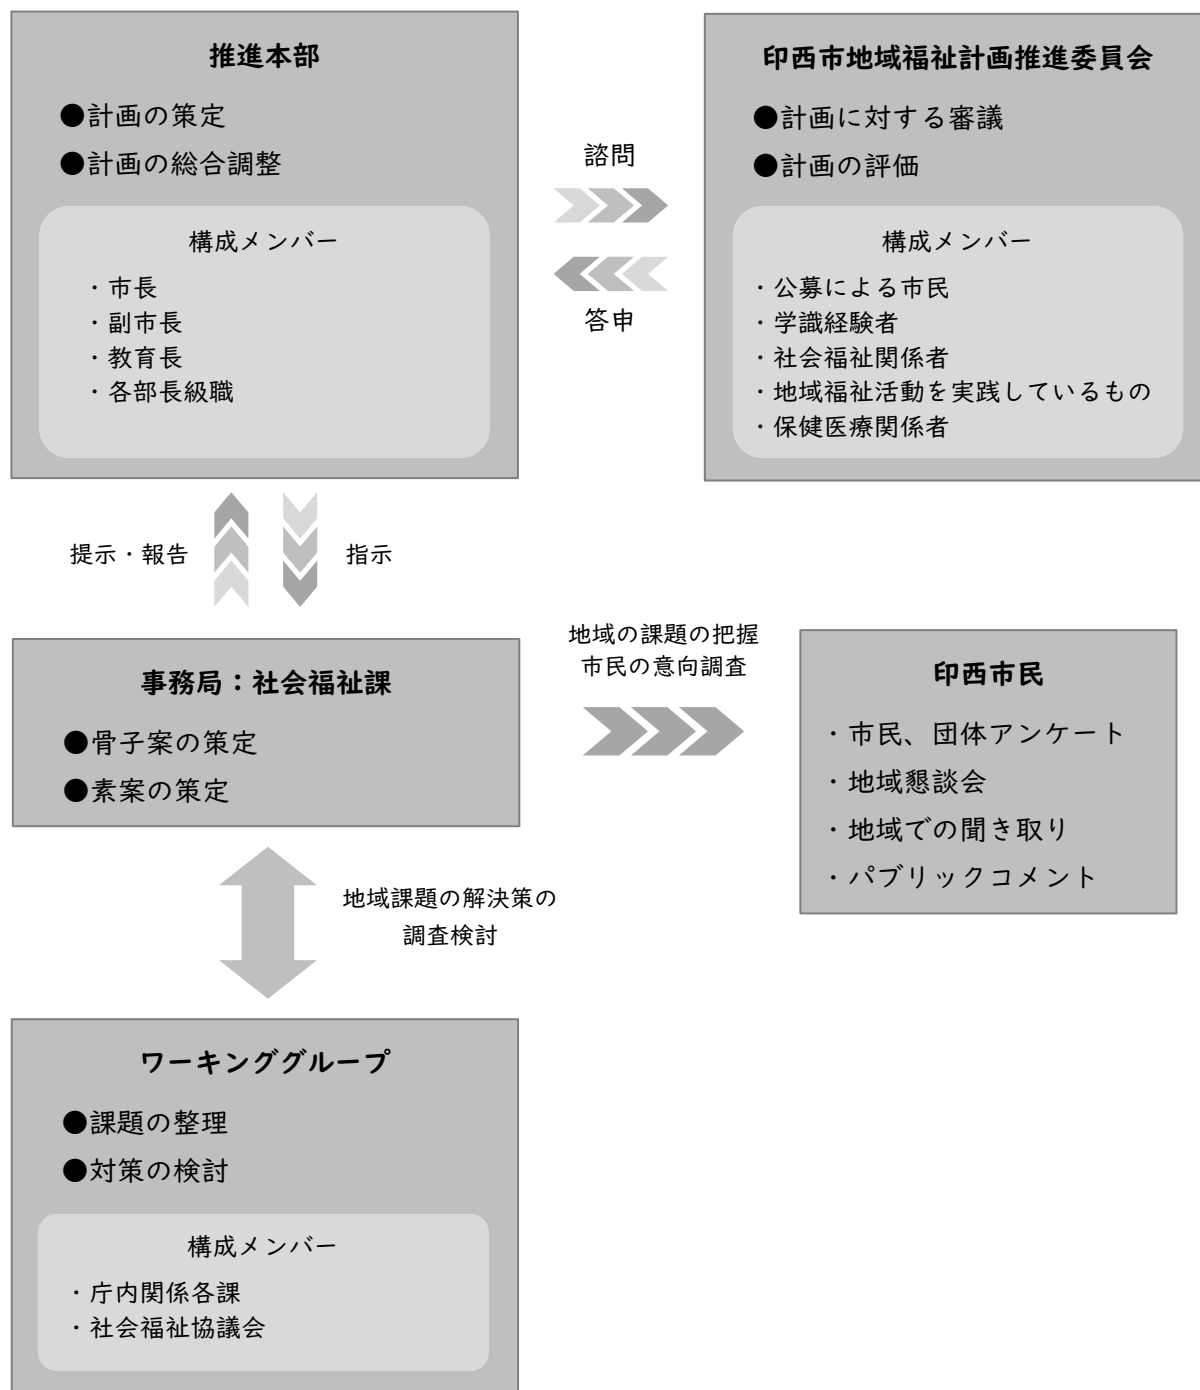 推進本部
●計画の策定
●計画の総合調整
構成メンバー
・市長
・副市長
・教育長
・各部長級職
諮問
答申
印西市地域福祉計画推進委員会
●計画に対する審議
●計画の評価
構成メンバー
・公募による市民
・学識経験者
・社会福祉関係者
・地域福祉活動を実践しているもの
・保健医療関係者
提示・報告
指示
事務局：社会福祉課
●骨子案の策定
●素案の策定
地域の課題の把握
市民の意向調査
印西市民
・市民、団体アンケート
・地域懇談会
・地域での聞き取り
・パブリックコメント
地域課題の解決策の
調査検討
ワーキンググループ
●課題の整理
●対策の検討
構成メンバー
・庁内関係各課
・社会福祉協議会